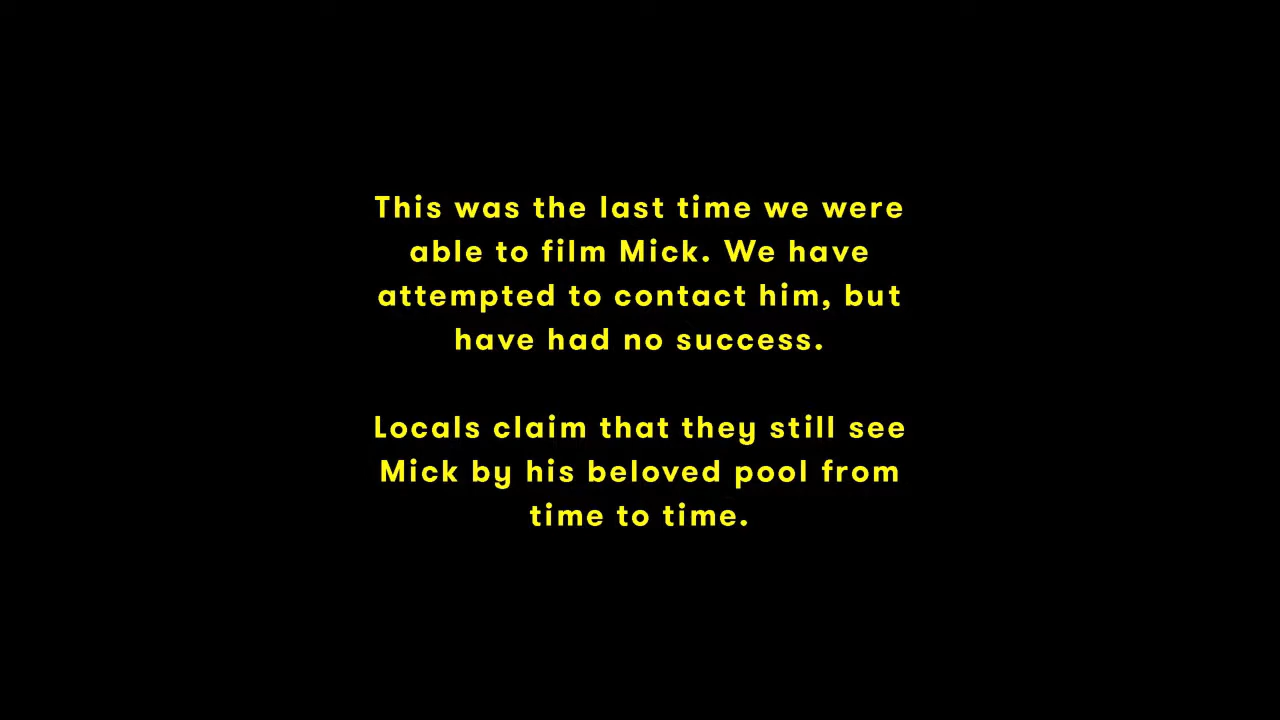 This was the last time we were
able to film Mick. We have
attempted to contact him, but
have had no success.
Locals claim that they still see
Mick by his beloved pool from
time to time.